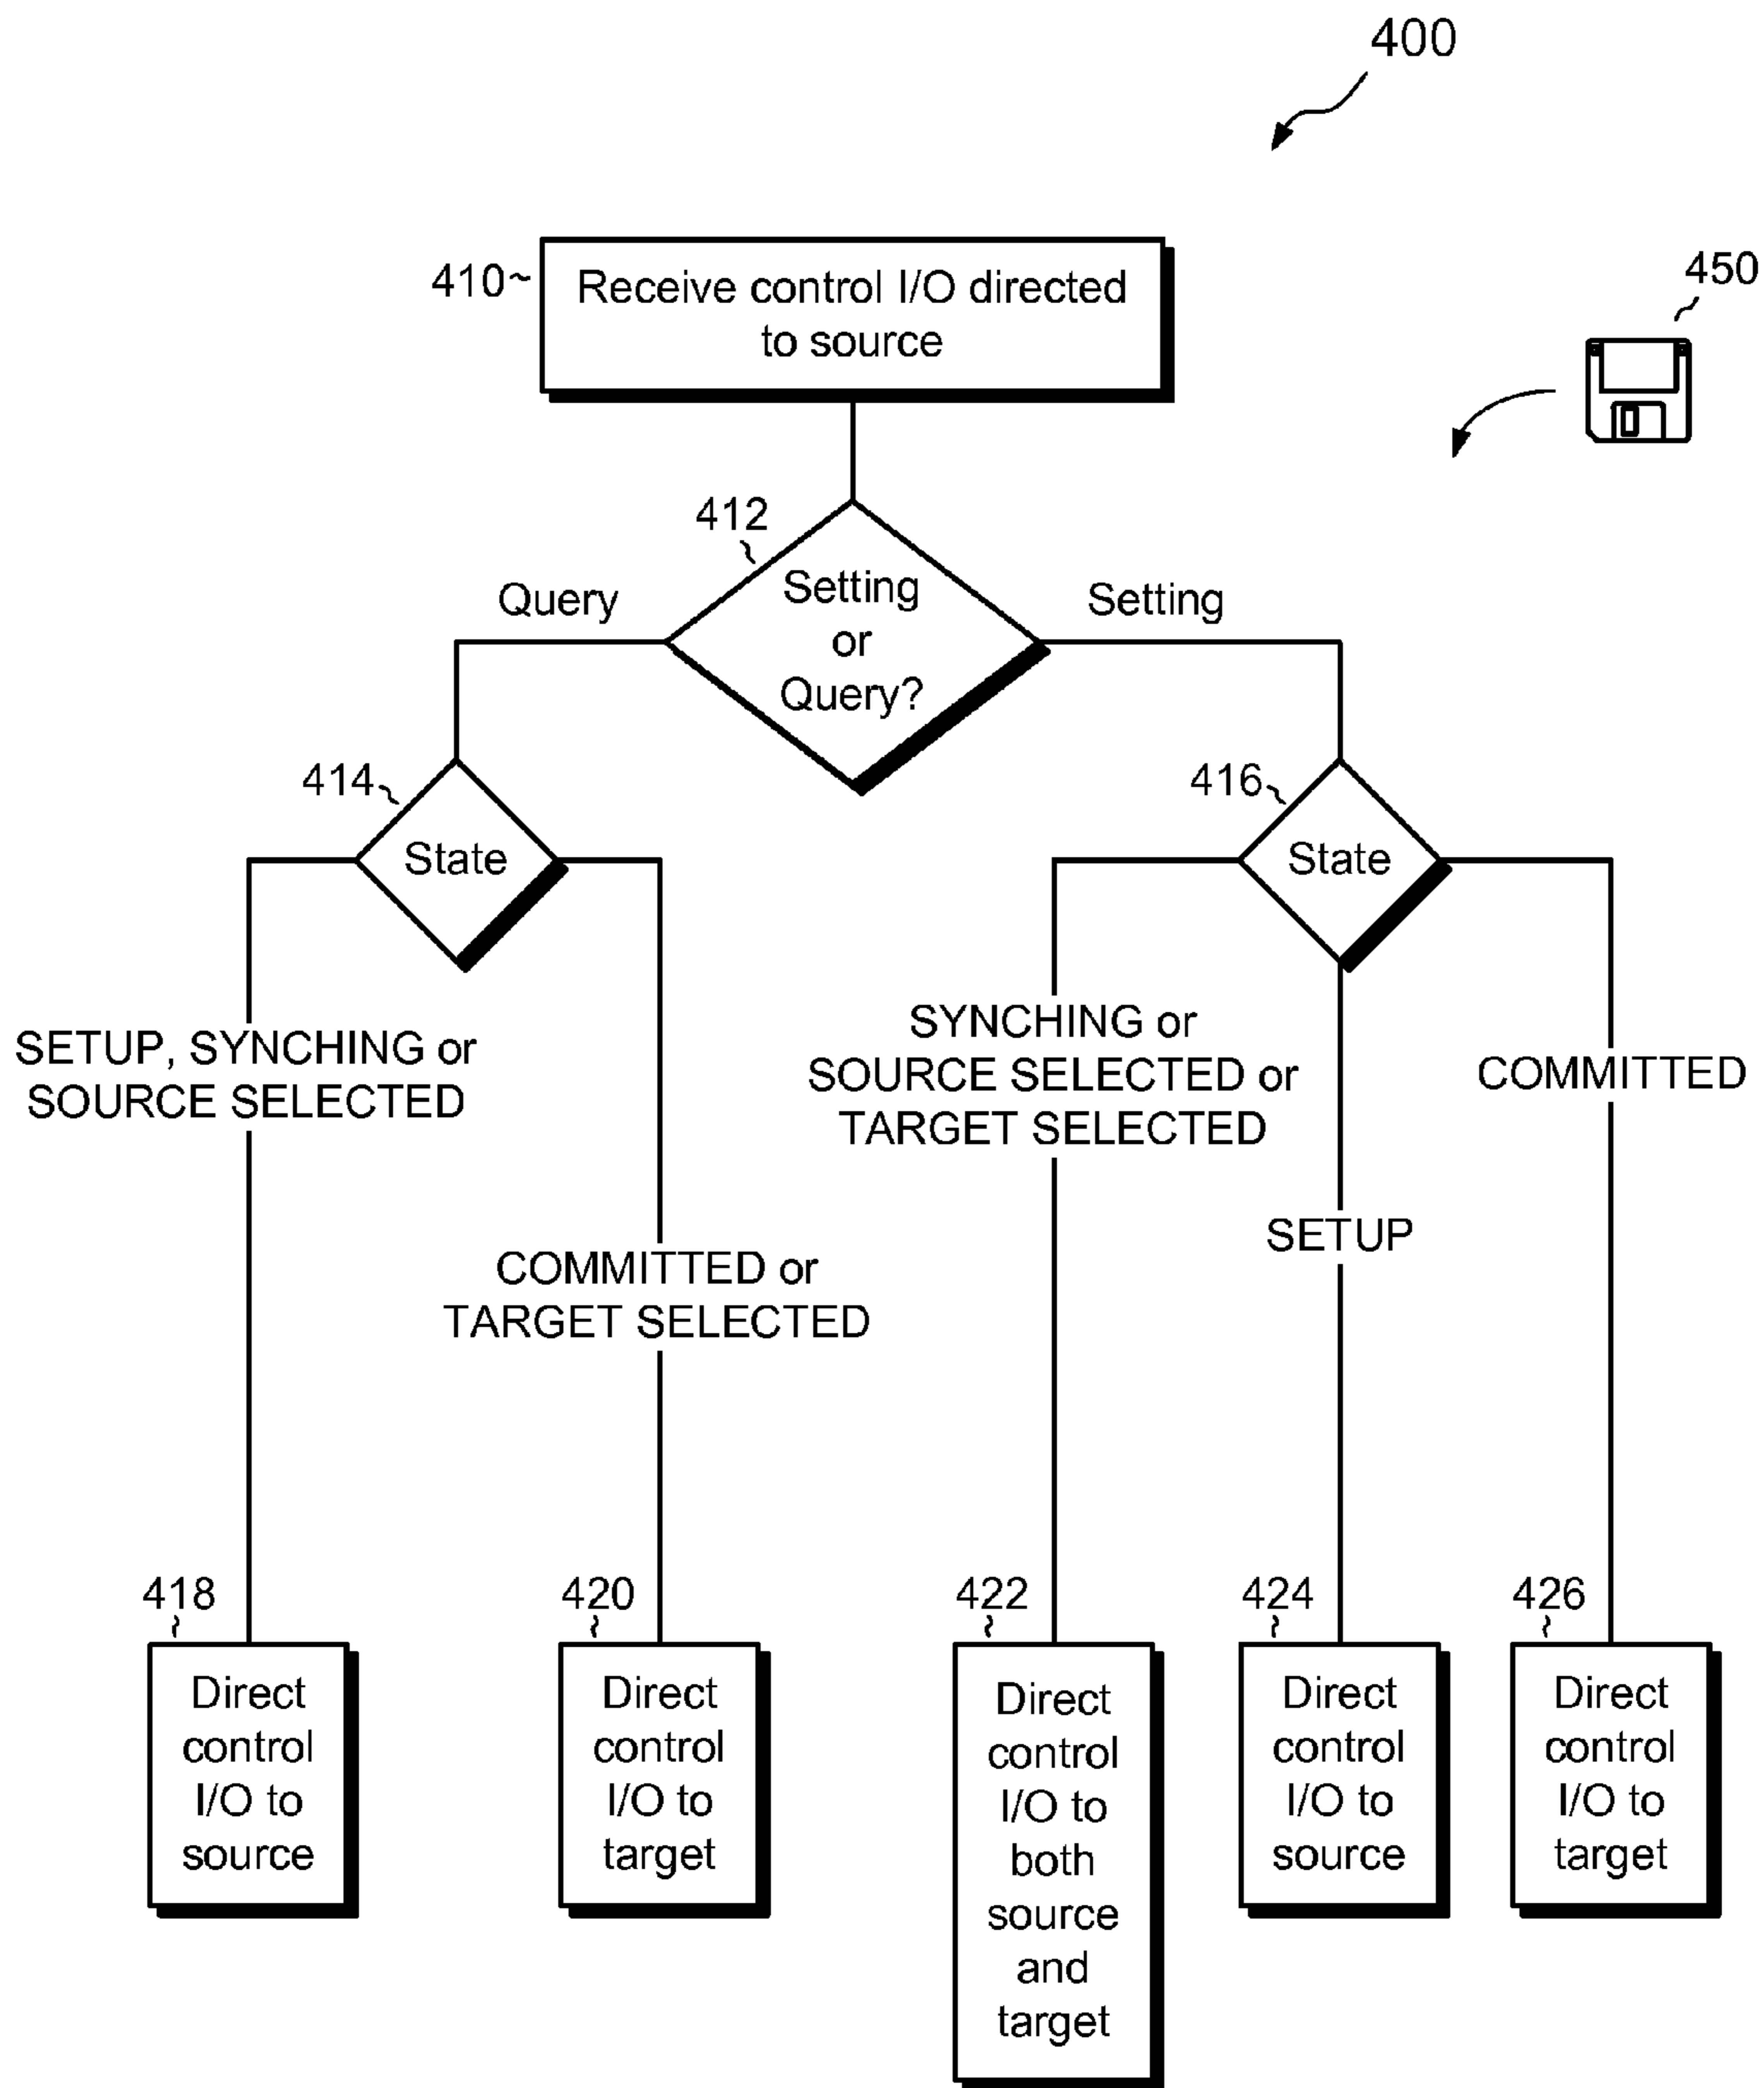 400
410
Receive control I/O directed
to source
450
412
Setting
or
Query?
Query
Setting
414
State
416
State
SETUP, SYNCHING or
SOURCE SELECTED
COMMITTED or
TARGET SELECTED
SYNCHING or
SOURCE SELECTED or
TARGET SELECTED
SETUP
COMMITTED
418
Direct
control
I/O to
source
420
Direct
control
I/O to
target
422
Direct
control
I/O to
both
source
and
target
424
Direct
control
I/O to
source
426
Direct
control
I/O to
target